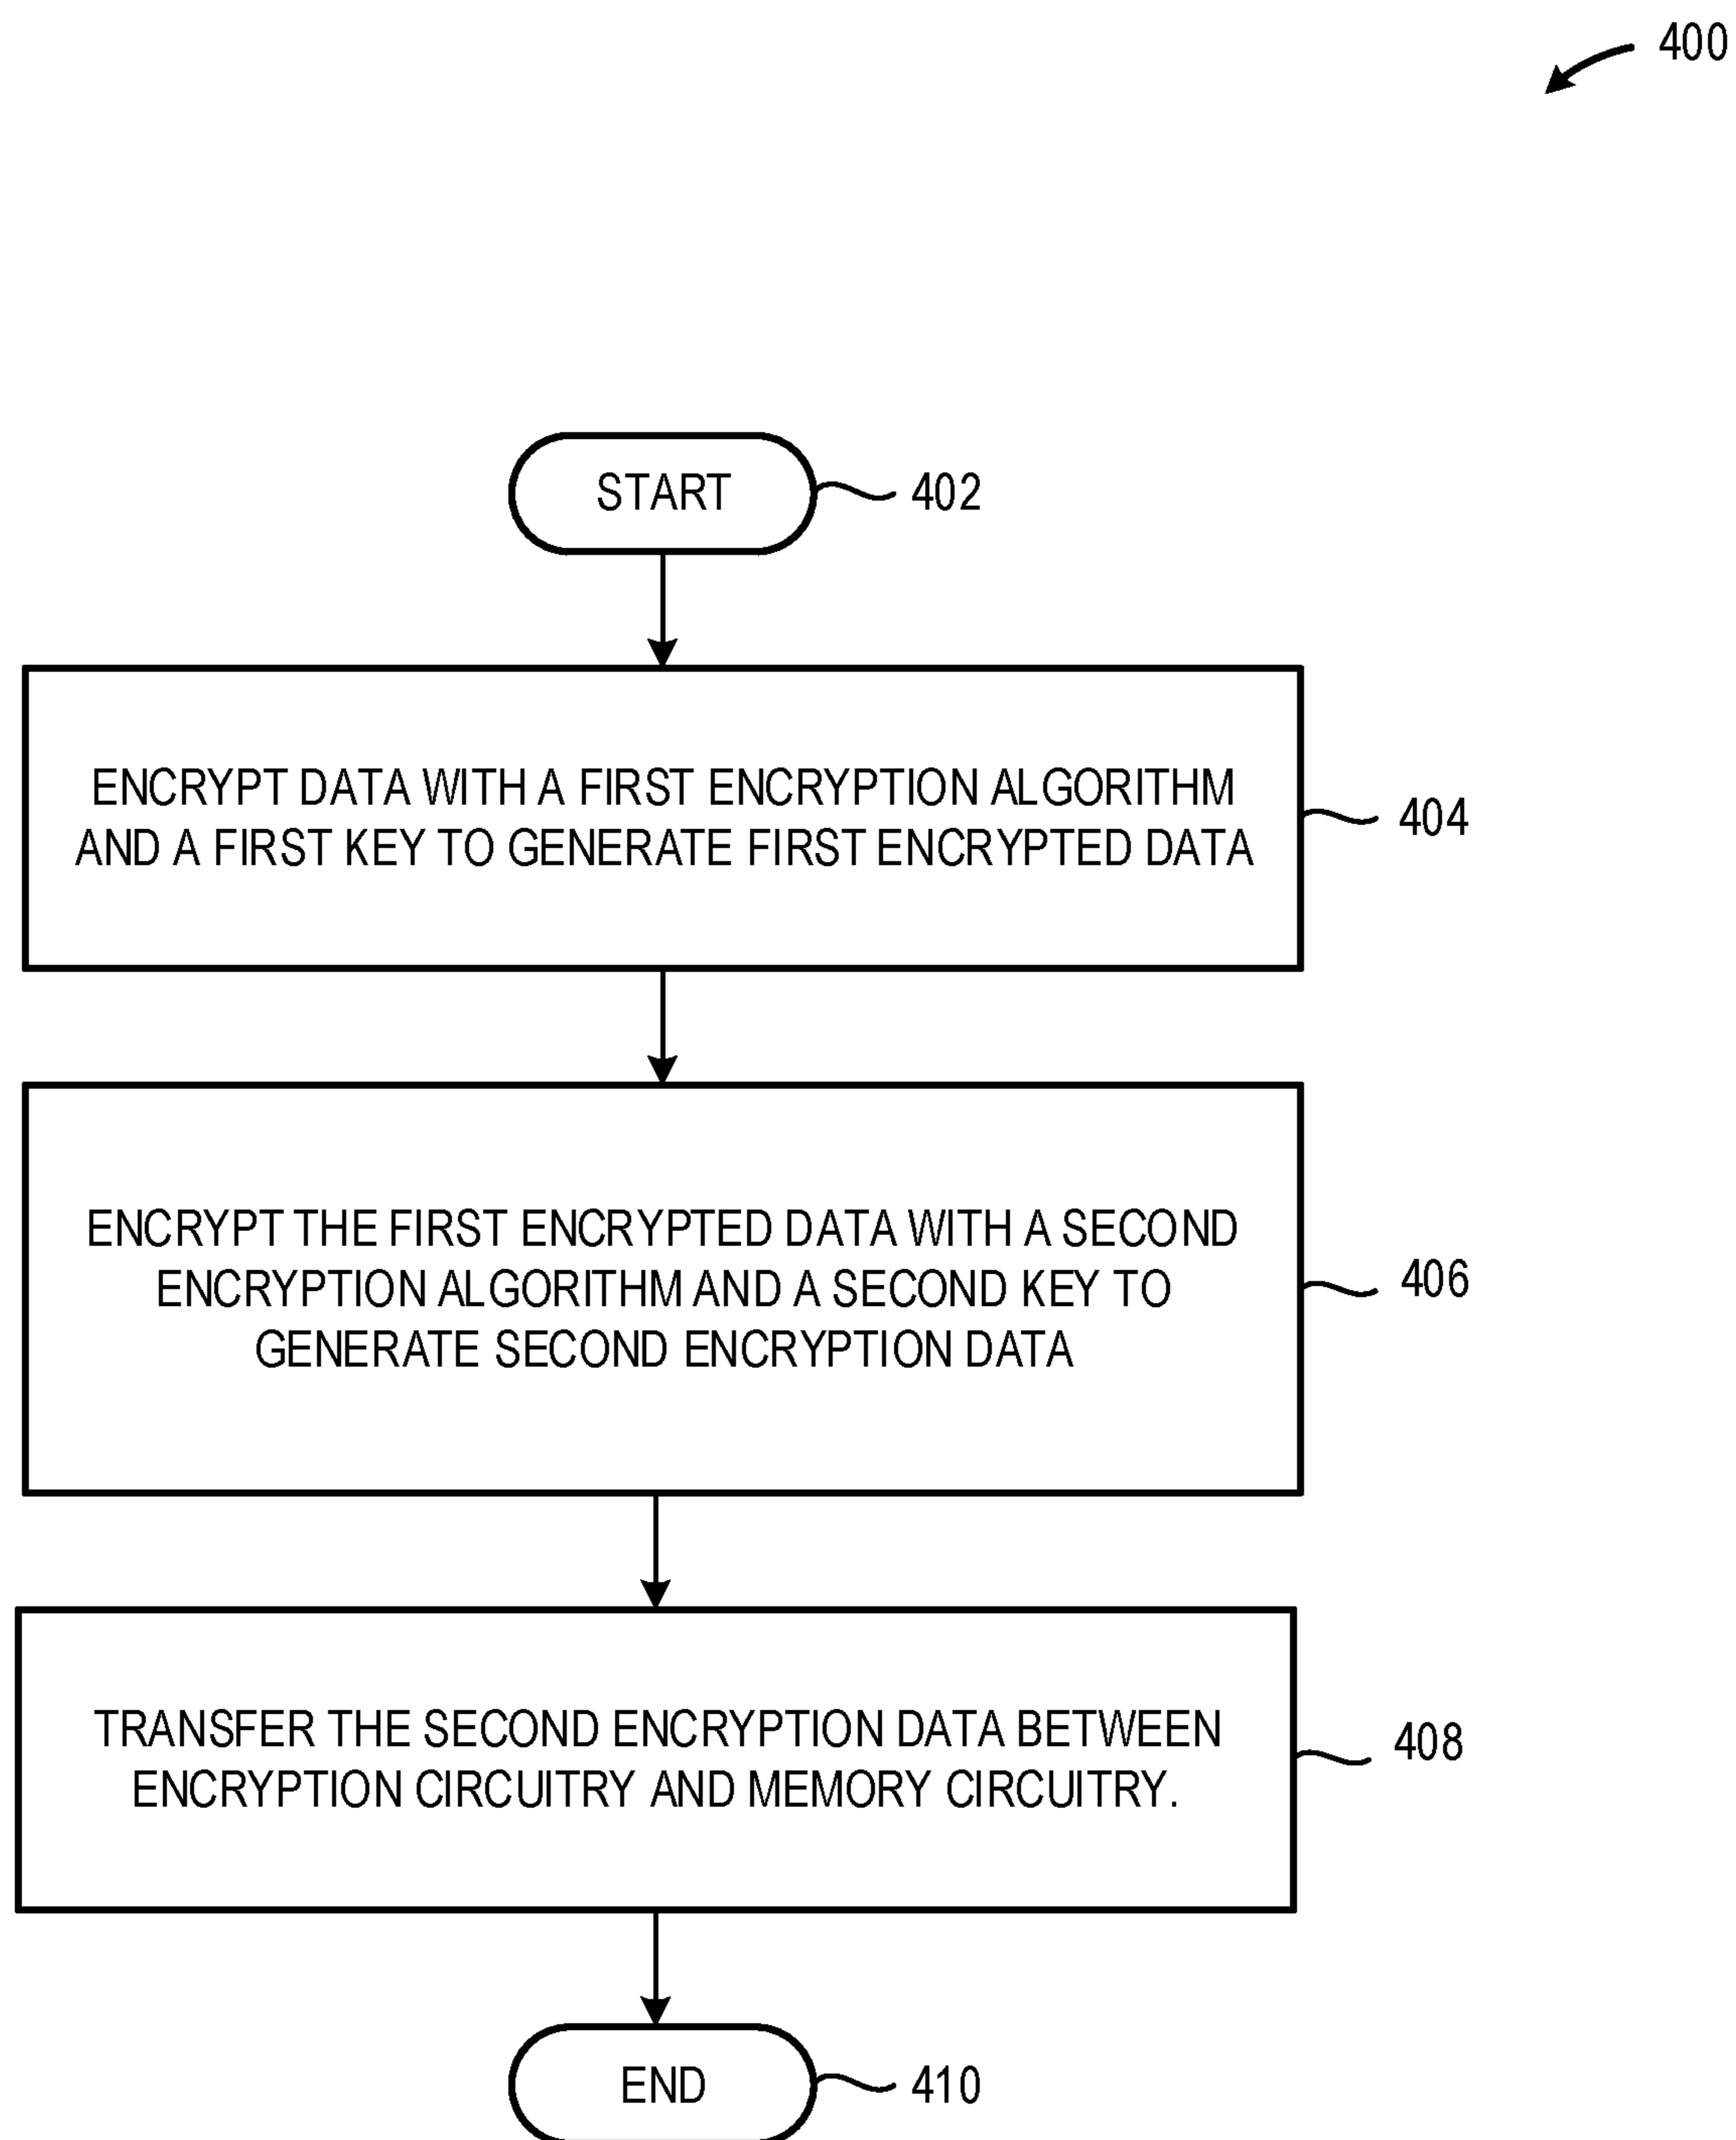 400
START
402
ENCRYPT DATA WITH A FIRST ENCRYPTION ALGORITHM
AND A FIRST KEY TO GENERATE FIRST ENCRYPTED DATA
404
ENCRYPT THE FIRST ENCRYPTED DATA WITH A SECOND
ENCRYPTION ALGORITHM AND A SECOND KEY TO
GENERATE SECOND ENCRYPTION DATA
406
TRANSFER THE SECOND ENCRYPTION DATA BETWEEN
ENCRYPTION CIRCUITRY AND MEMORY CIRCUITRY.
408
END
410